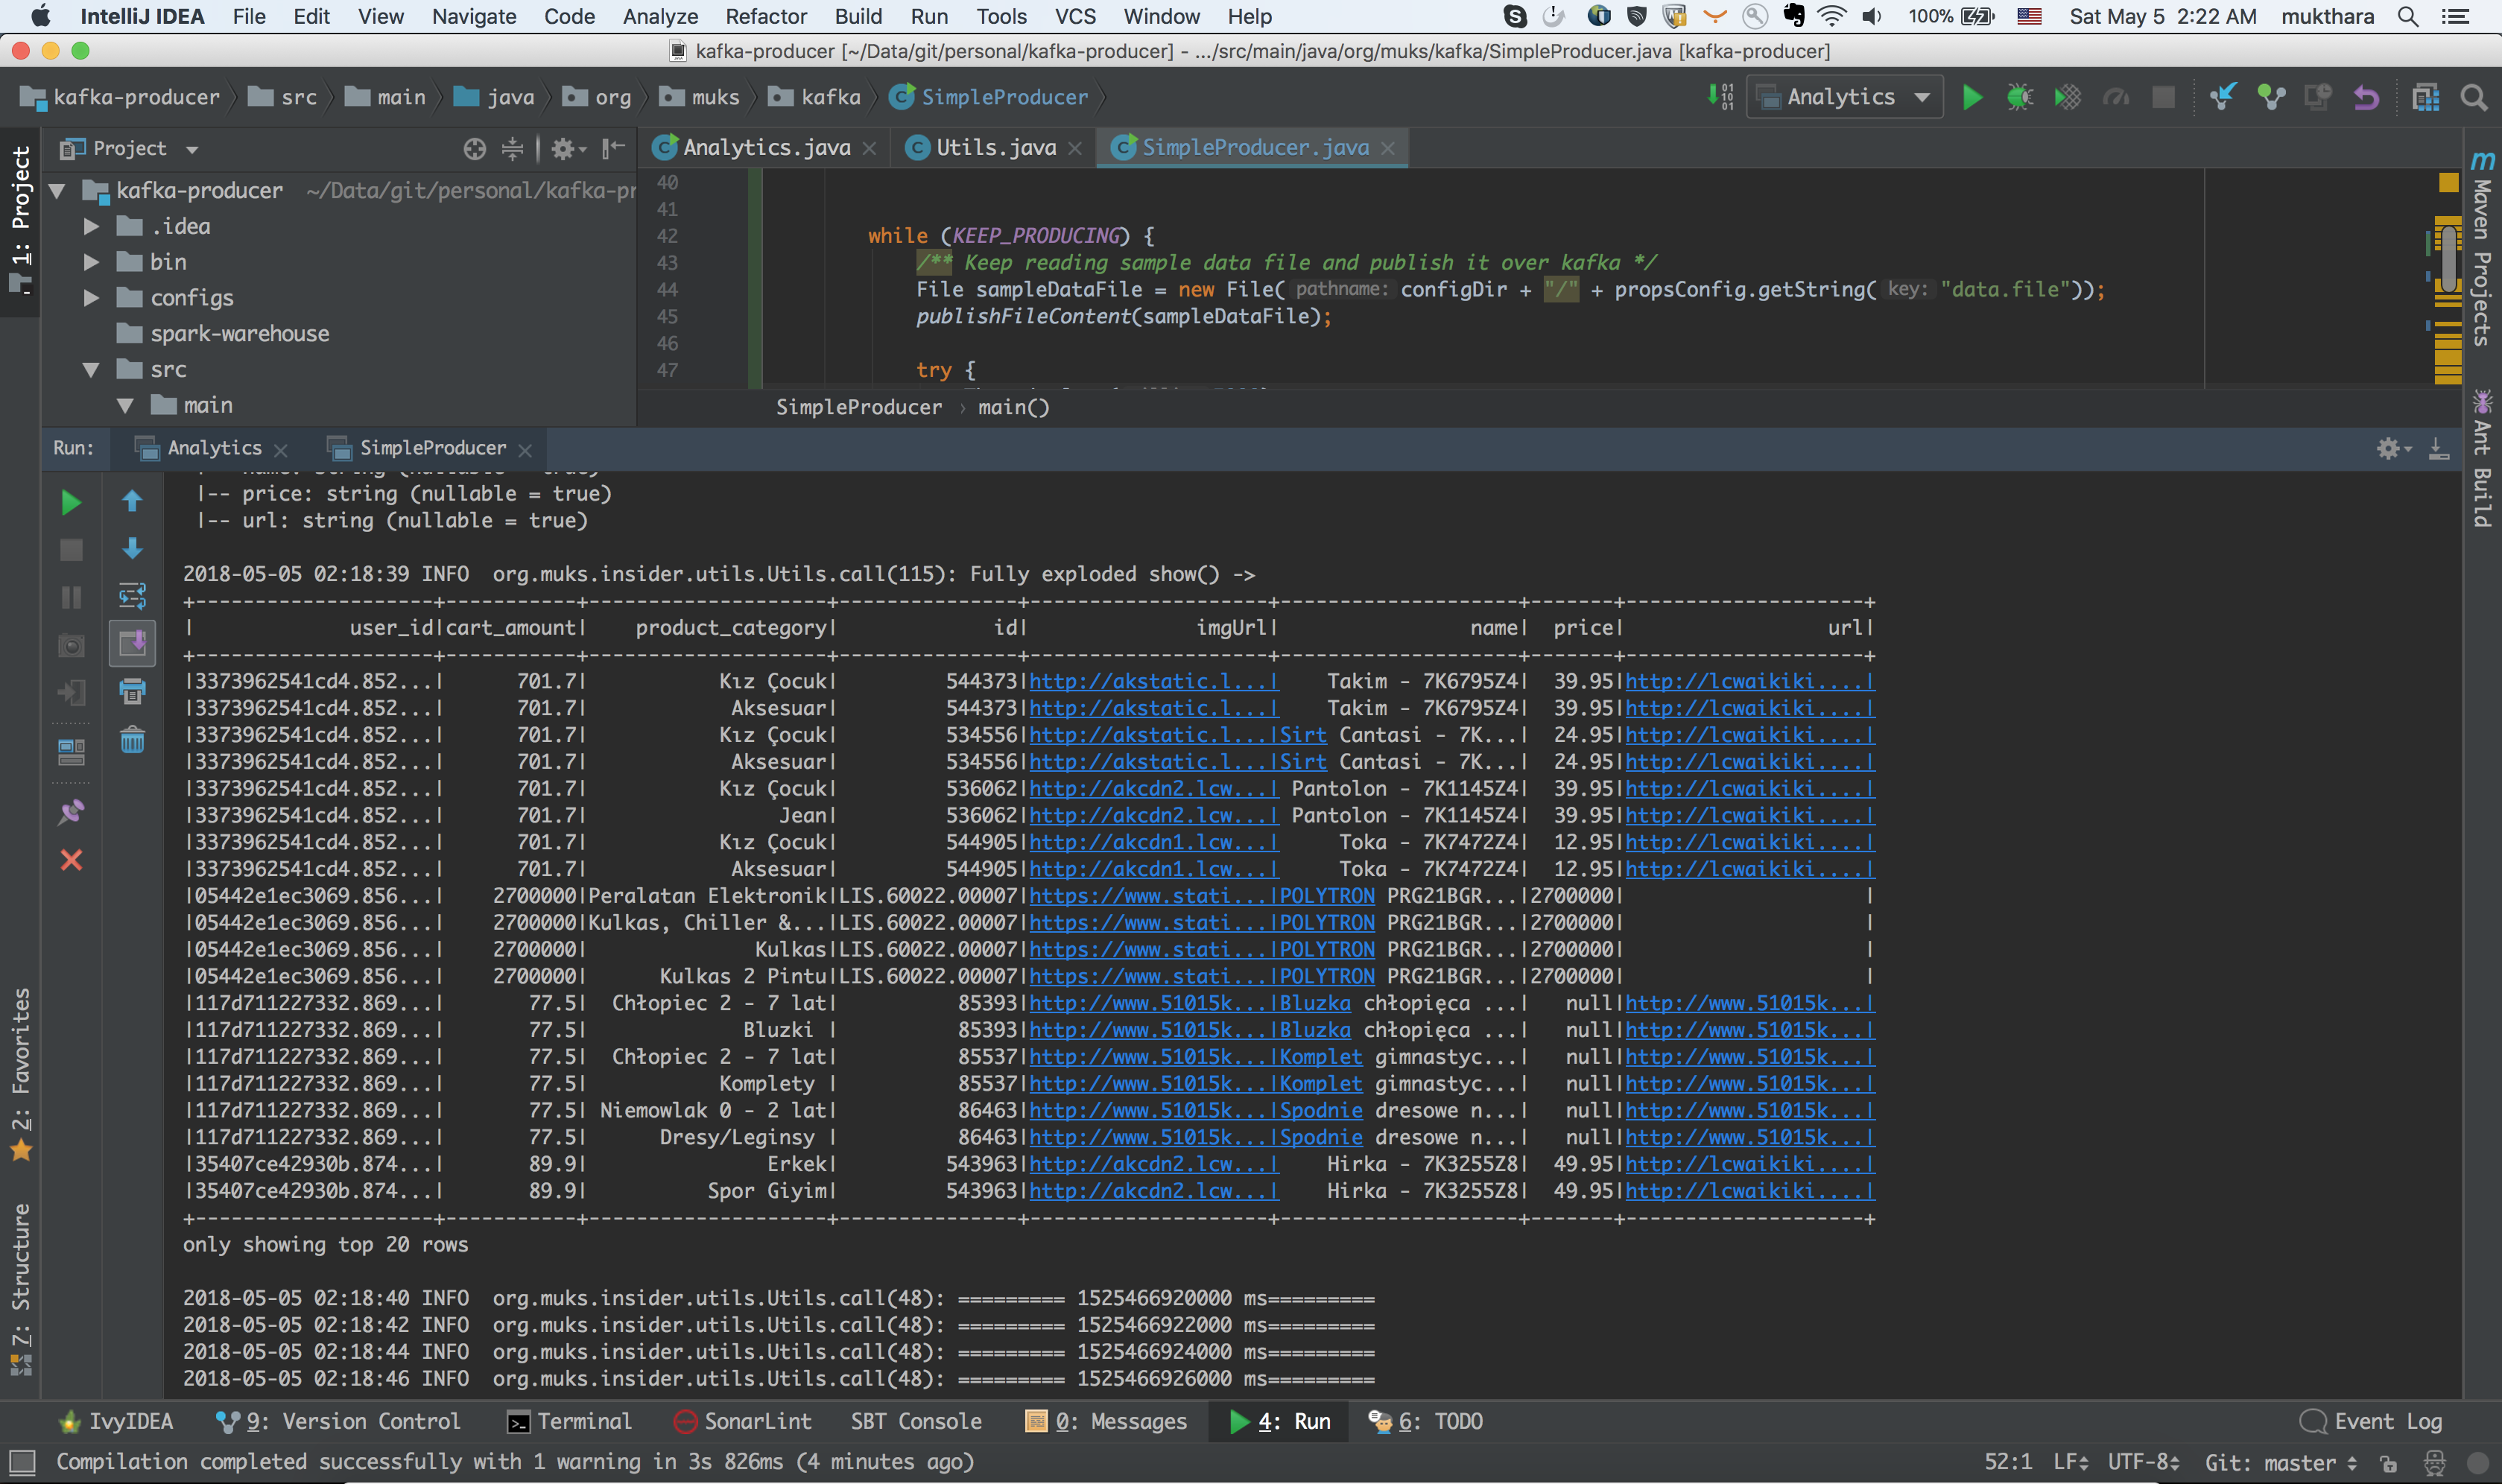 IntelliJ IDEA File Edit View Navigate Code Analyze Refactor Build Run Tools VCS Window Help 100% Sat May 5 2:22 AM mukthara
kafka-producer [~/Data/git/personal/kafka-producer] - .../src/main/java/org/muks/kafka/SimpleProducer.java [kafka-producer]
kafka-producer src main java org muks kafka SimpleProducer Analytics
Project Analytics.java Utils.java SimpleProducer.java
1: Project
kafka-producer ~/Data/git/personal/kafka-pr
.idea
bin
configs
spark-warehouse
src
main
40
41
42 while (KEEP_PRODUCING) {
43 /** Keep reading sample data file and publish it over kafka */
44 File sampleDataFile = new File( pathname: configDir + "/" + propsConfig.getString( key: "data.file"));
45 publishFileContent(sampleDataFile);
46
47 try {
SimpleProducer › main()
Maven Projects
Ant Build
Run: Analytics SimpleProducer
|-- price: string (nullable = true)
|-- url: string (nullable = true)
2018-05-05 02:18:39 INFO org.muks.insider.utils.Utils.call(115): Fully exploded show() ->
+--------------------+-----------+--------------------+---------------+--------------------+--------------------+-------+--------------------+
| user_id|cart_amount| product_category| id| imgUrl| name| price| url|
+--------------------+-----------+--------------------+---------------+--------------------+--------------------+-------+--------------------+
|3373962541cd4.852...| 701.7| Kız Çocuk| 544373|http://akstatic.l...| Takim - 7K6795Z4| 39.95|http://lcwaikiki....|
|3373962541cd4.852...| 701.7| Aksesuar| 544373|http://akstatic.l...| Takim - 7K6795Z4| 39.95|http://lcwaikiki....|
|3373962541cd4.852...| 701.7| Kız Çocuk| 534556|http://akstatic.l...|Sirt Cantasi - 7K...| 24.95|http://lcwaikiki....|
|3373962541cd4.852...| 701.7| Aksesuar| 534556|http://akstatic.l...|Sirt Cantasi - 7K...| 24.95|http://lcwaikiki....|
|3373962541cd4.852...| 701.7| Kız Çocuk| 536062|http://akcdn2.lcw...| Pantolon - 7K1145Z4| 39.95|http://lcwaikiki....|
|3373962541cd4.852...| 701.7| Jean| 536062|http://akcdn2.lcw...| Pantolon - 7K1145Z4| 39.95|http://lcwaikiki....|
|3373962541cd4.852...| 701.7| Kız Çocuk| 544905|http://akcdn1.lcw...| Toka - 7K7472Z4| 12.95|http://lcwaikiki....|
|3373962541cd4.852...| 701.7| Aksesuar| 544905|http://akcdn1.lcw...| Toka - 7K7472Z4| 12.95|http://lcwaikiki....|
|05442e1ec3069.856...| 2700000|Peralatan Elektronik|LIS.60022.00007|https://www.stati...|POLYTRON PRG21BGR...|2700000| |
|05442e1ec3069.856...| 2700000|Kulkas, Chiller &...|LIS.60022.00007|https://www.stati...|POLYTRON PRG21BGR...|2700000| |
|05442e1ec3069.856...| 2700000| Kulkas|LIS.60022.00007|https://www.stati...|POLYTRON PRG21BGR...|2700000| |
|05442e1ec3069.856...| 2700000| Kulkas 2 Pintu|LIS.60022.00007|https://www.stati...|POLYTRON PRG21BGR...|2700000| |
|117d711227332.869...| 77.5| Chłopiec 2 - 7 lat| 85393|http://www.51015k...|Bluzka chłopięca ...| null|http://www.51015k...|
|117d711227332.869...| 77.5| Bluzki | 85393|http://www.51015k...|Bluzka chłopięca ...| null|http://www.51015k...|
|117d711227332.869...| 77.5| Chłopiec 2 - 7 lat| 85537|http://www.51015k...|Komplet gimnastyc...| null|http://www.51015k...|
|117d711227332.869...| 77.5| Komplety | 85537|http://www.51015k...|Komplet gimnastyc...| null|http://www.51015k...|
|117d711227332.869...| 77.5| Niemowlak 0 - 2 lat| 86463|http://www.51015k...|Spodnie dresowe n...| null|http://www.51015k...|
|117d711227332.869...| 77.5| Dresy/Leginsy | 86463|http://www.51015k...|Spodnie dresowe n...| null|http://www.51015k...|
|35407ce42930b.874...| 89.9| Erkek| 543963|http://akcdn2.lcw...| Hirka - 7K3255Z8| 49.95|http://lcwaikiki....|
|35407ce42930b.874...| 89.9| Spor Giyim| 543963|http://akcdn2.lcw...| Hirka - 7K3255Z8| 49.95|http://lcwaikiki....|
+--------------------+-----------+--------------------+---------------+--------------------+--------------------+-------+--------------------+
only showing top 20 rows
2018-05-05 02:18:40 INFO org.muks.insider.utils.Utils.call(48): ========= 1525466920000 ms=========
2018-05-05 02:18:42 INFO org.muks.insider.utils.Utils.call(48): ========= 1525466922000 ms=========
2018-05-05 02:18:44 INFO org.muks.insider.utils.Utils.call(48): ========= 1525466924000 ms=========
2018-05-05 02:18:46 INFO org.muks.insider.utils.Utils.call(48): ========= 1525466926000 ms=========
2: Favorites
7: Structure
IvyIDEA 9: Version Control Terminal SonarLint SBT Console 0: Messages 4: Run 6: TODO Event Log
Compilation completed successfully with 1 warning in 3s 826ms (4 minutes ago) 52:1 LF UTF-8 Git: master